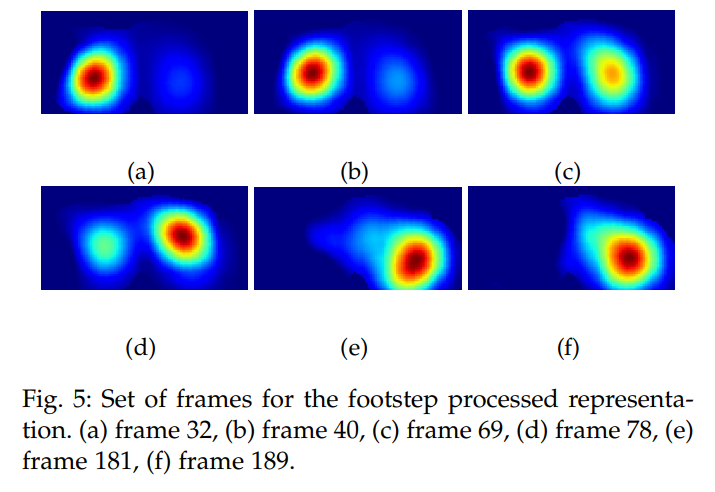 (a)
(b)
(c)
(d)
(e)
(f)
Fig. 5: Set of frames for the footstep processed representa-
tion. (a) frame 32, (b) frame 40, (c) frame 69, (d) frame 78, (e)
frame 181, (f) frame 189.